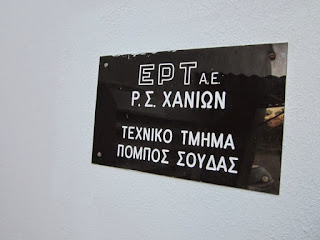 ΕΡΤ Α.Ε.
Ρ.Σ. ΧΑΝΙΩΝ
ΤΕΧΝΙΚΟ ΤΜΗΜΑ
ΠΟΜΠΟΣ ΣΟΥΔΑΣ